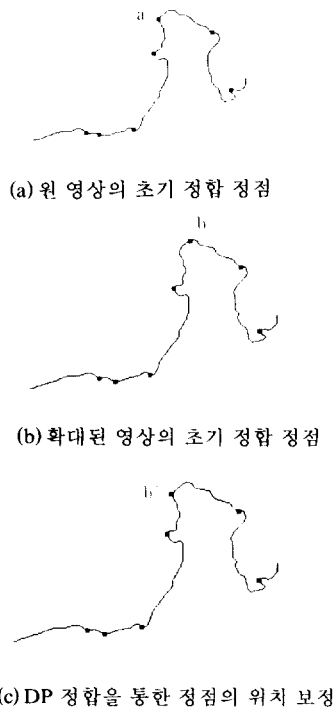 a
(a) 원 영상의 초기 정합 정점
b
(b) 확대된 영상의 초기 정합 정점
b'
(c) DP 정합을 통한 정점의 위치 보정